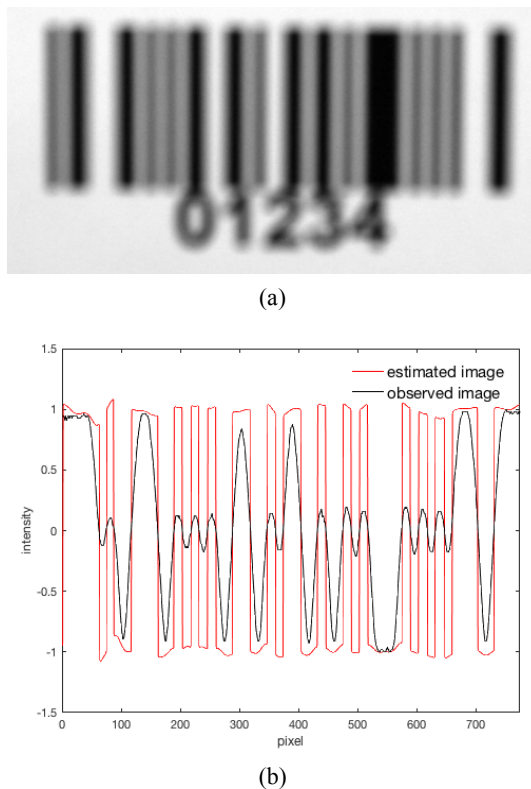 01234
(a)
1.5
1
0.5
0
-0.5
-1
-1.5
intensity
estimated image
observed image
0 100 200 300 400 500 600 700
pixel
(b)